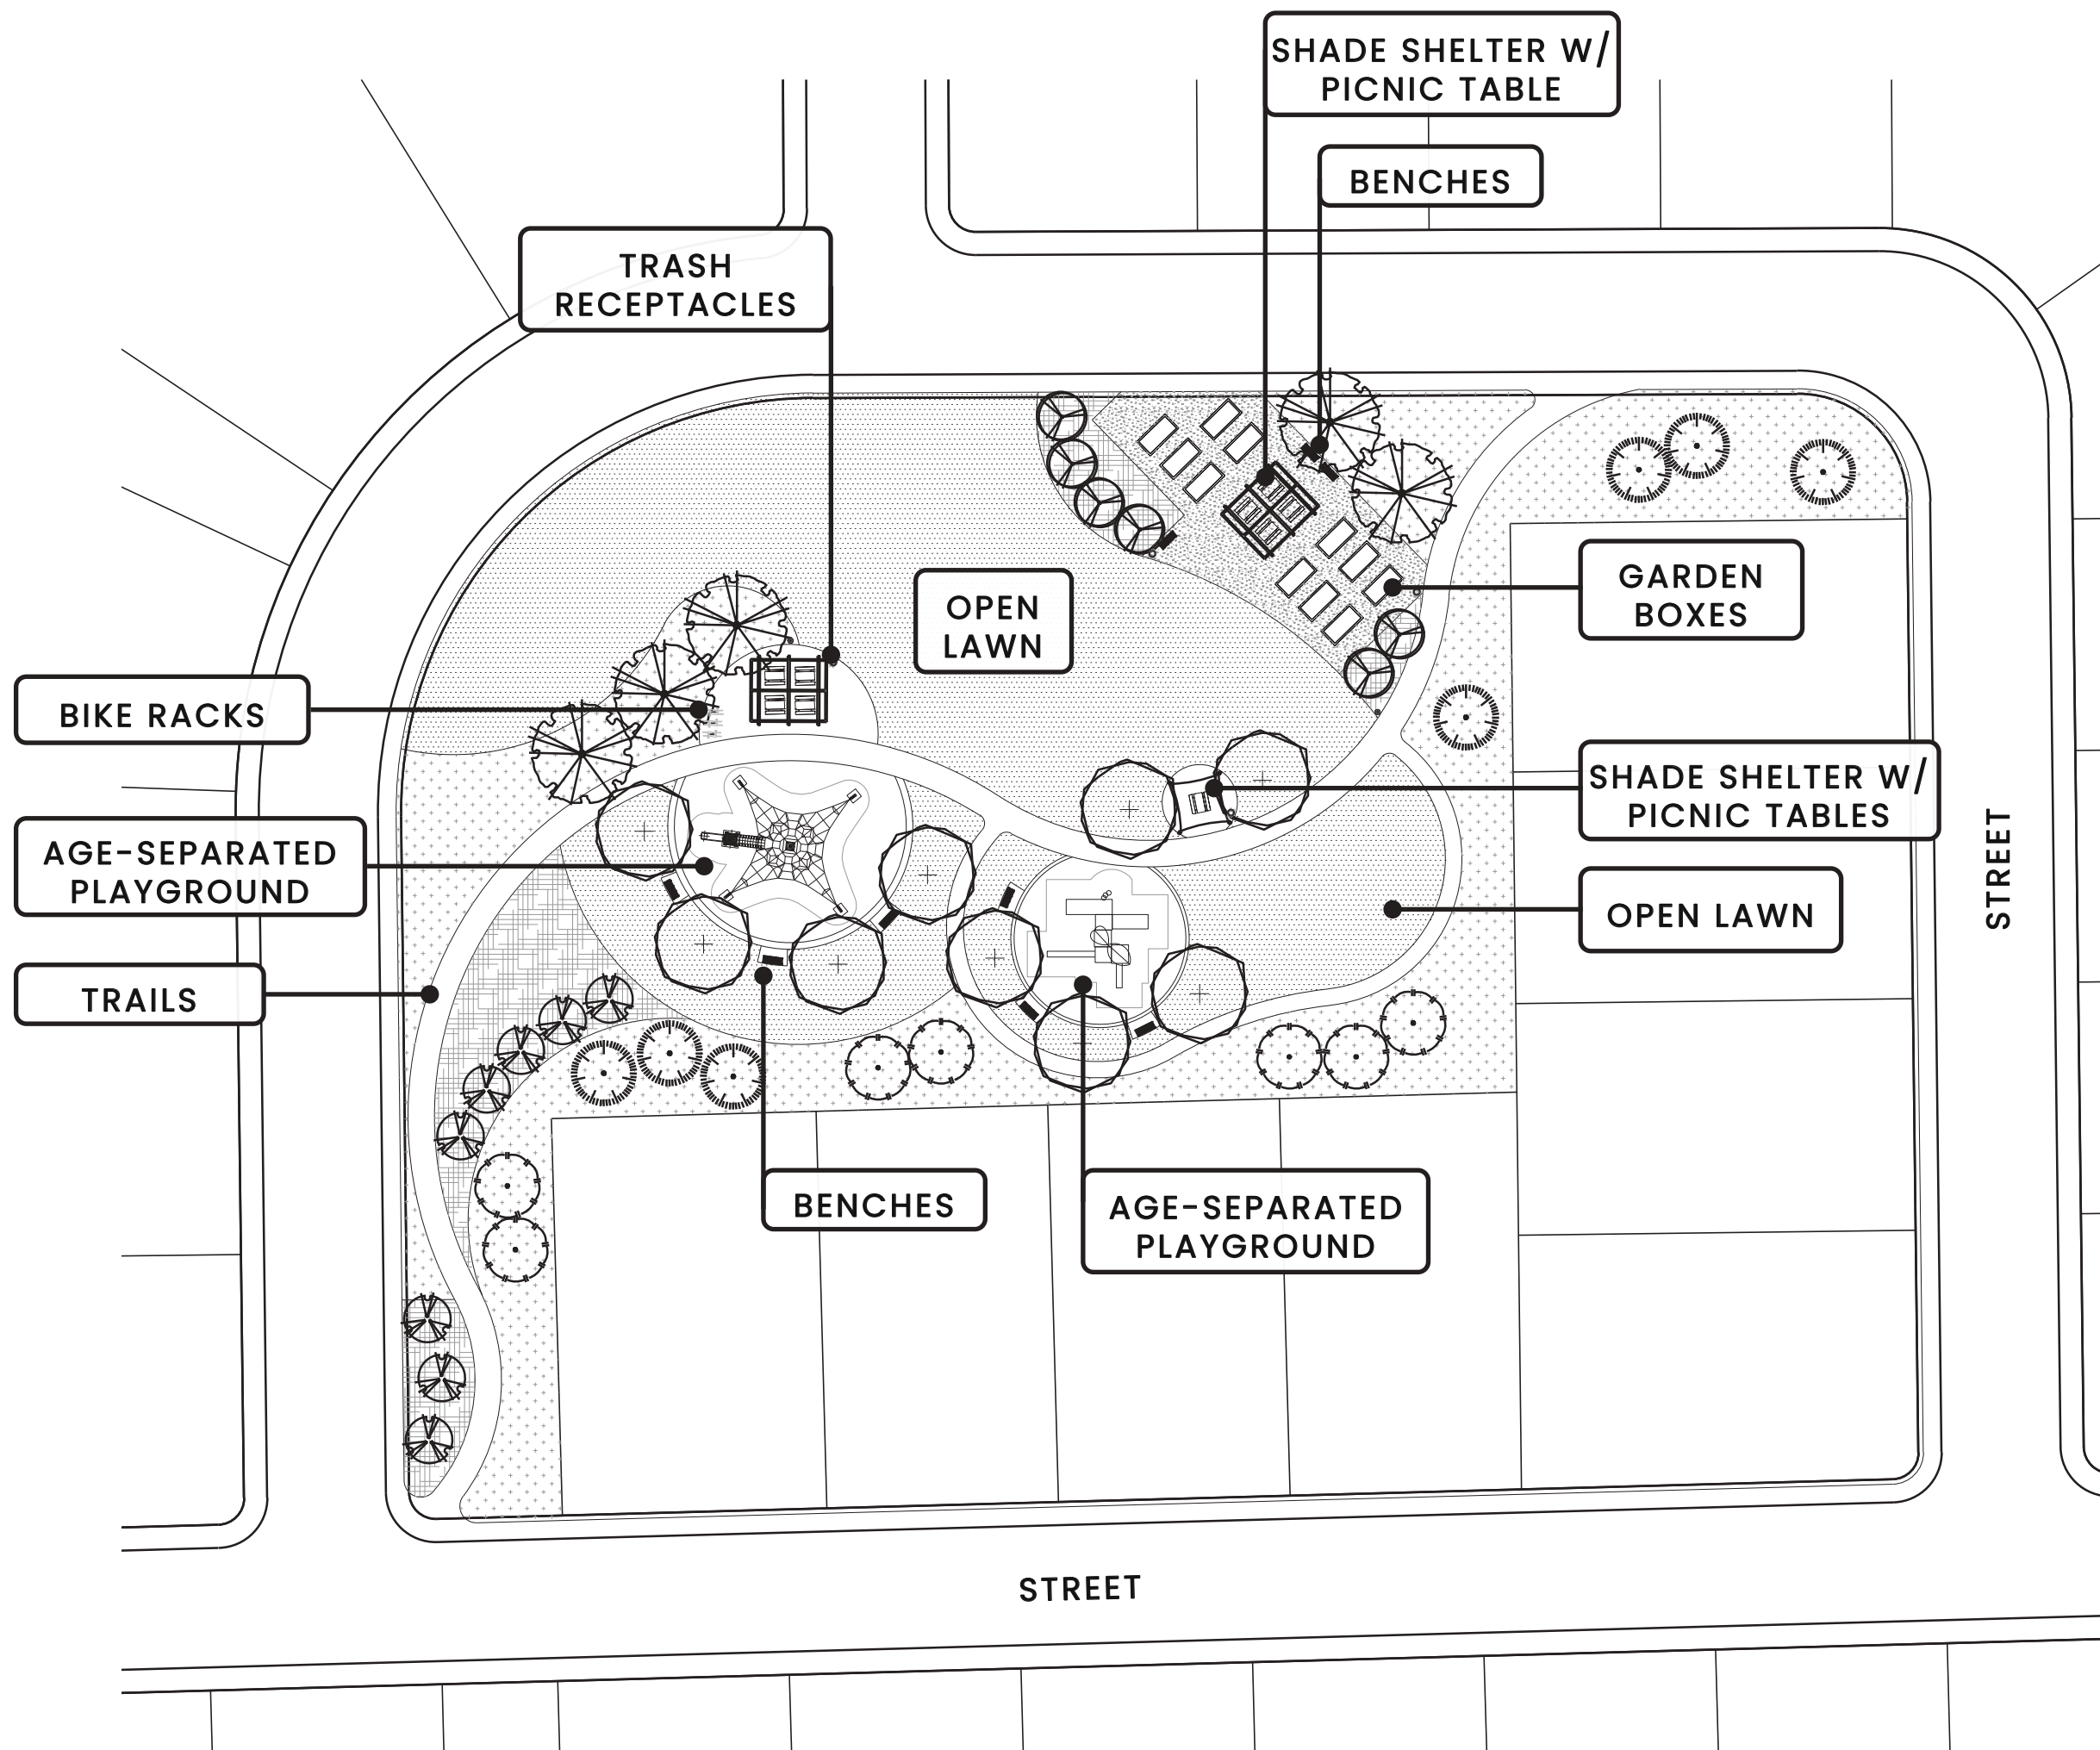 SHADE SHELTER W/
PICNIC TABLE
BENCHES
TRASH
RECEPTACLES
OPEN
LAWN
GARDEN
BOXES
BIKE RACKS
SHADE SHELTER W/
PICNIC TABLES
AGE-SEPARATED
PLAYGROUND
STREET
OPEN LAWN
TRAILS
BENCHES
AGE-SEPARATED
PLAYGROUND
STREET